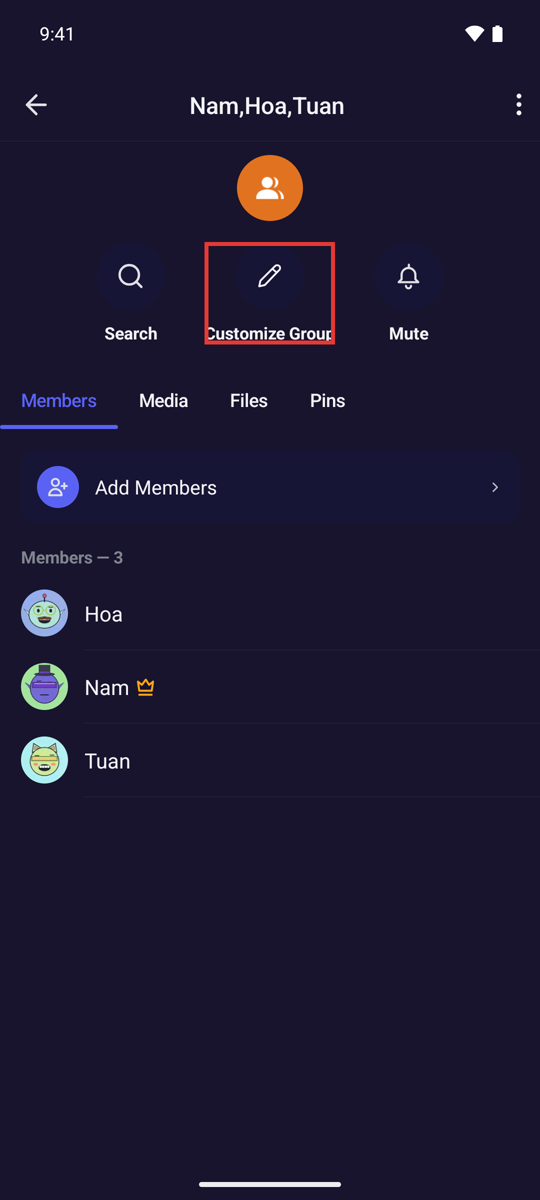 9:41
Nam,Hoa,Tuan
Search
Customize Group
Mute
Members
Media
Files
Pins
Add Members
Members — 3
Hoa
Nam
Tuan